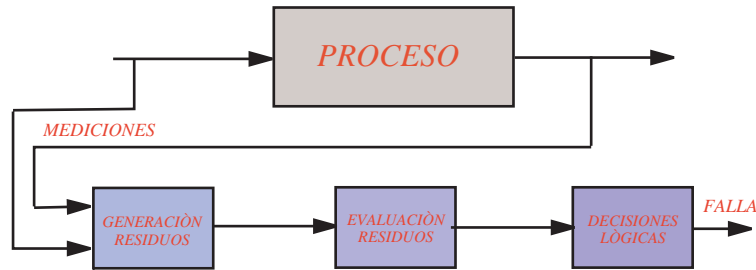 PROCESO
MEDICIONES
GENERACIÒN
RESIDUOS
EVALUACIÒN
RESIDUOS
DECISIONES
LÒGICAS
FALLA